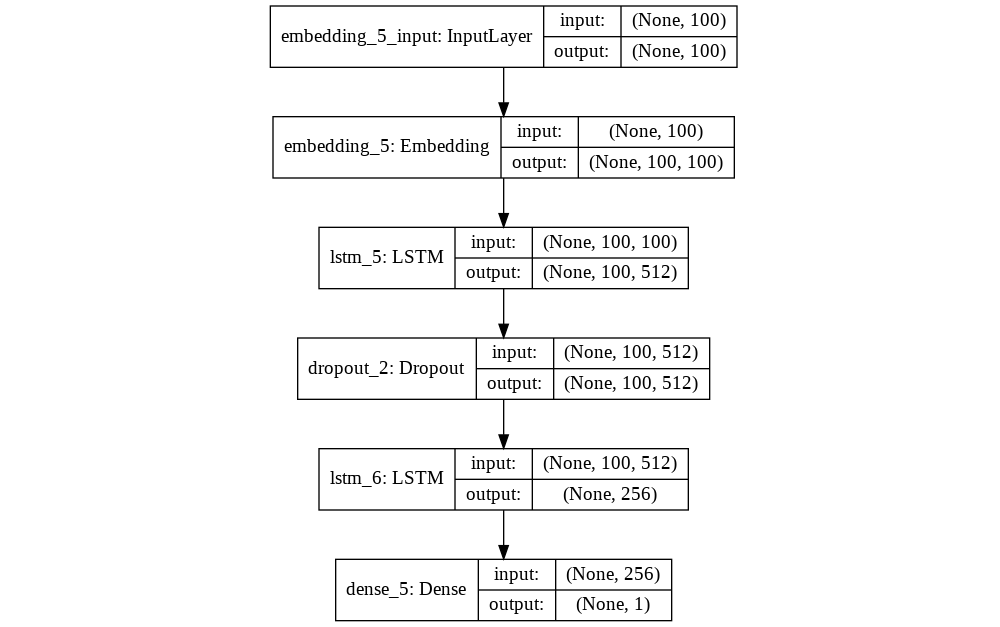 embedding_5_input: InputLayer
input: (None, 100)
output: (None, 100)
embedding_5: Embedding
input: (None, 100)
output: (None, 100, 100)
lstm_5: LSTM
input: (None, 100, 100)
output: (None, 100, 512)
dropout_2: Dropout
input: (None, 100, 512)
output: (None, 100, 512)
lstm_6: LSTM
input: (None, 100, 512)
output: (None, 256)
dense_5: Dense
input: (None, 256)
output: (None, 1)